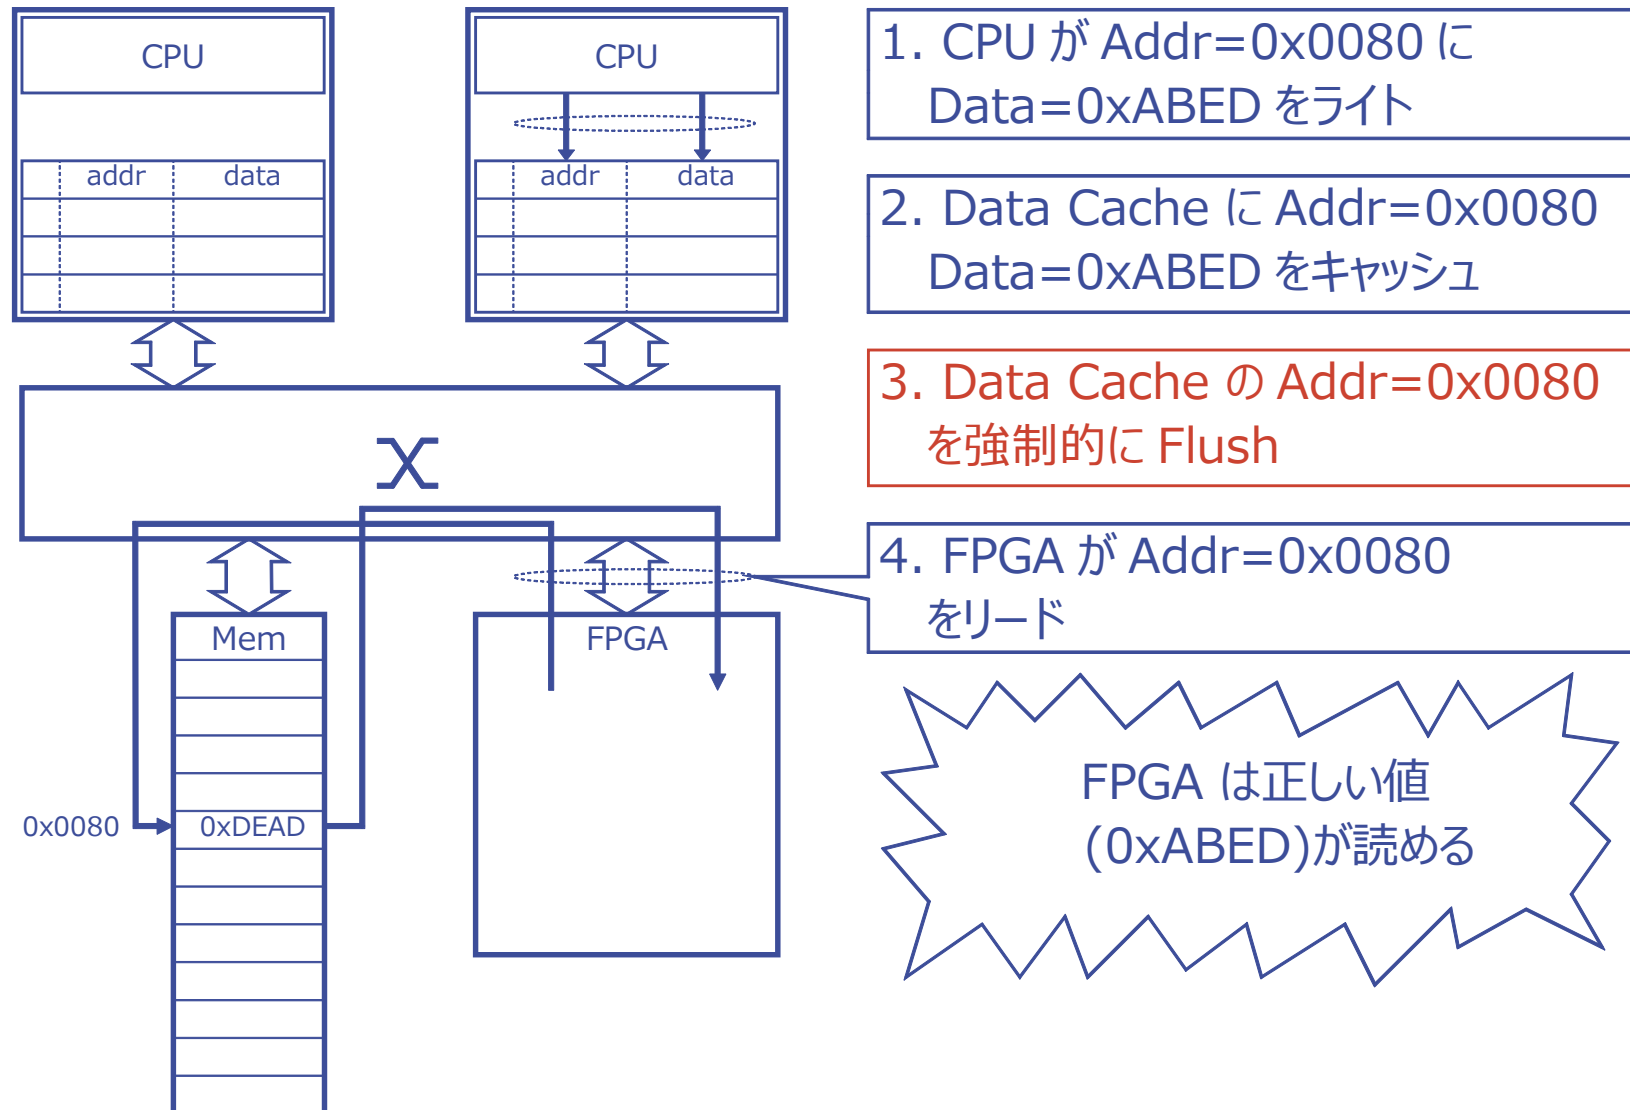 CPU
CPU
addr data
addr data
1. CPU が Addr=0x0080 に
Data=0xABED をライト
2. Data Cache に Addr=0x0080
Data=0xABED をキャッシュ
3. Data Cache の Addr=0x0080
を強制的に Flush
4. FPGA が Addr=0x0080
をリード
Mem
FPGA
0x0080
0xDEAD
FPGA は正しい値
(0xABED)が読める